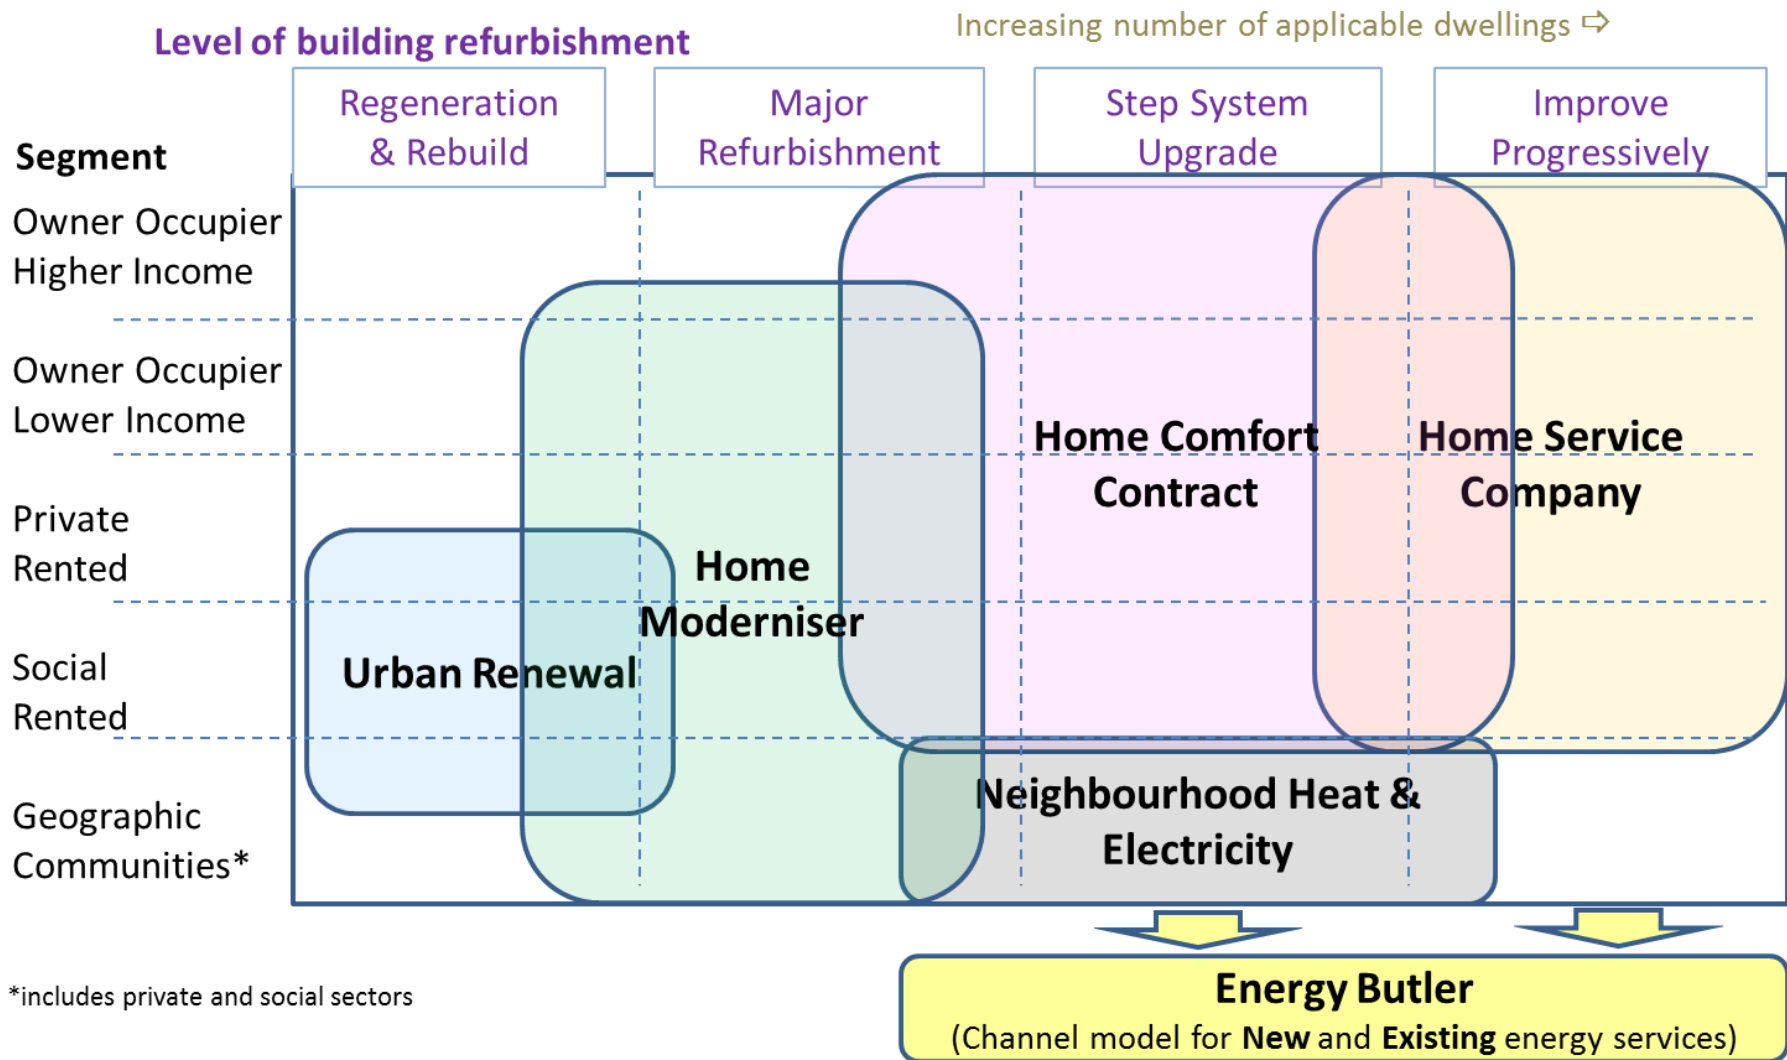 Level of building refurbishment
Increasing number of applicable dwellings ⇨
Regeneration
& Rebuild
Major
Refurbishment
Step System
Upgrade
Improve
Progressively
Segment
Owner Occupier
Higher Income
Owner Occupier
Lower Income
Private
Rented
Social
Rented
Geographic
Communities*
Urban Renewal
Home
Moderniser
Home Comfort
Contract
Home Service
Company
Neighbourhood Heat &
Electricity
Energy Butler
(Channel model for New and Existing energy services)
*includes private and social sectors